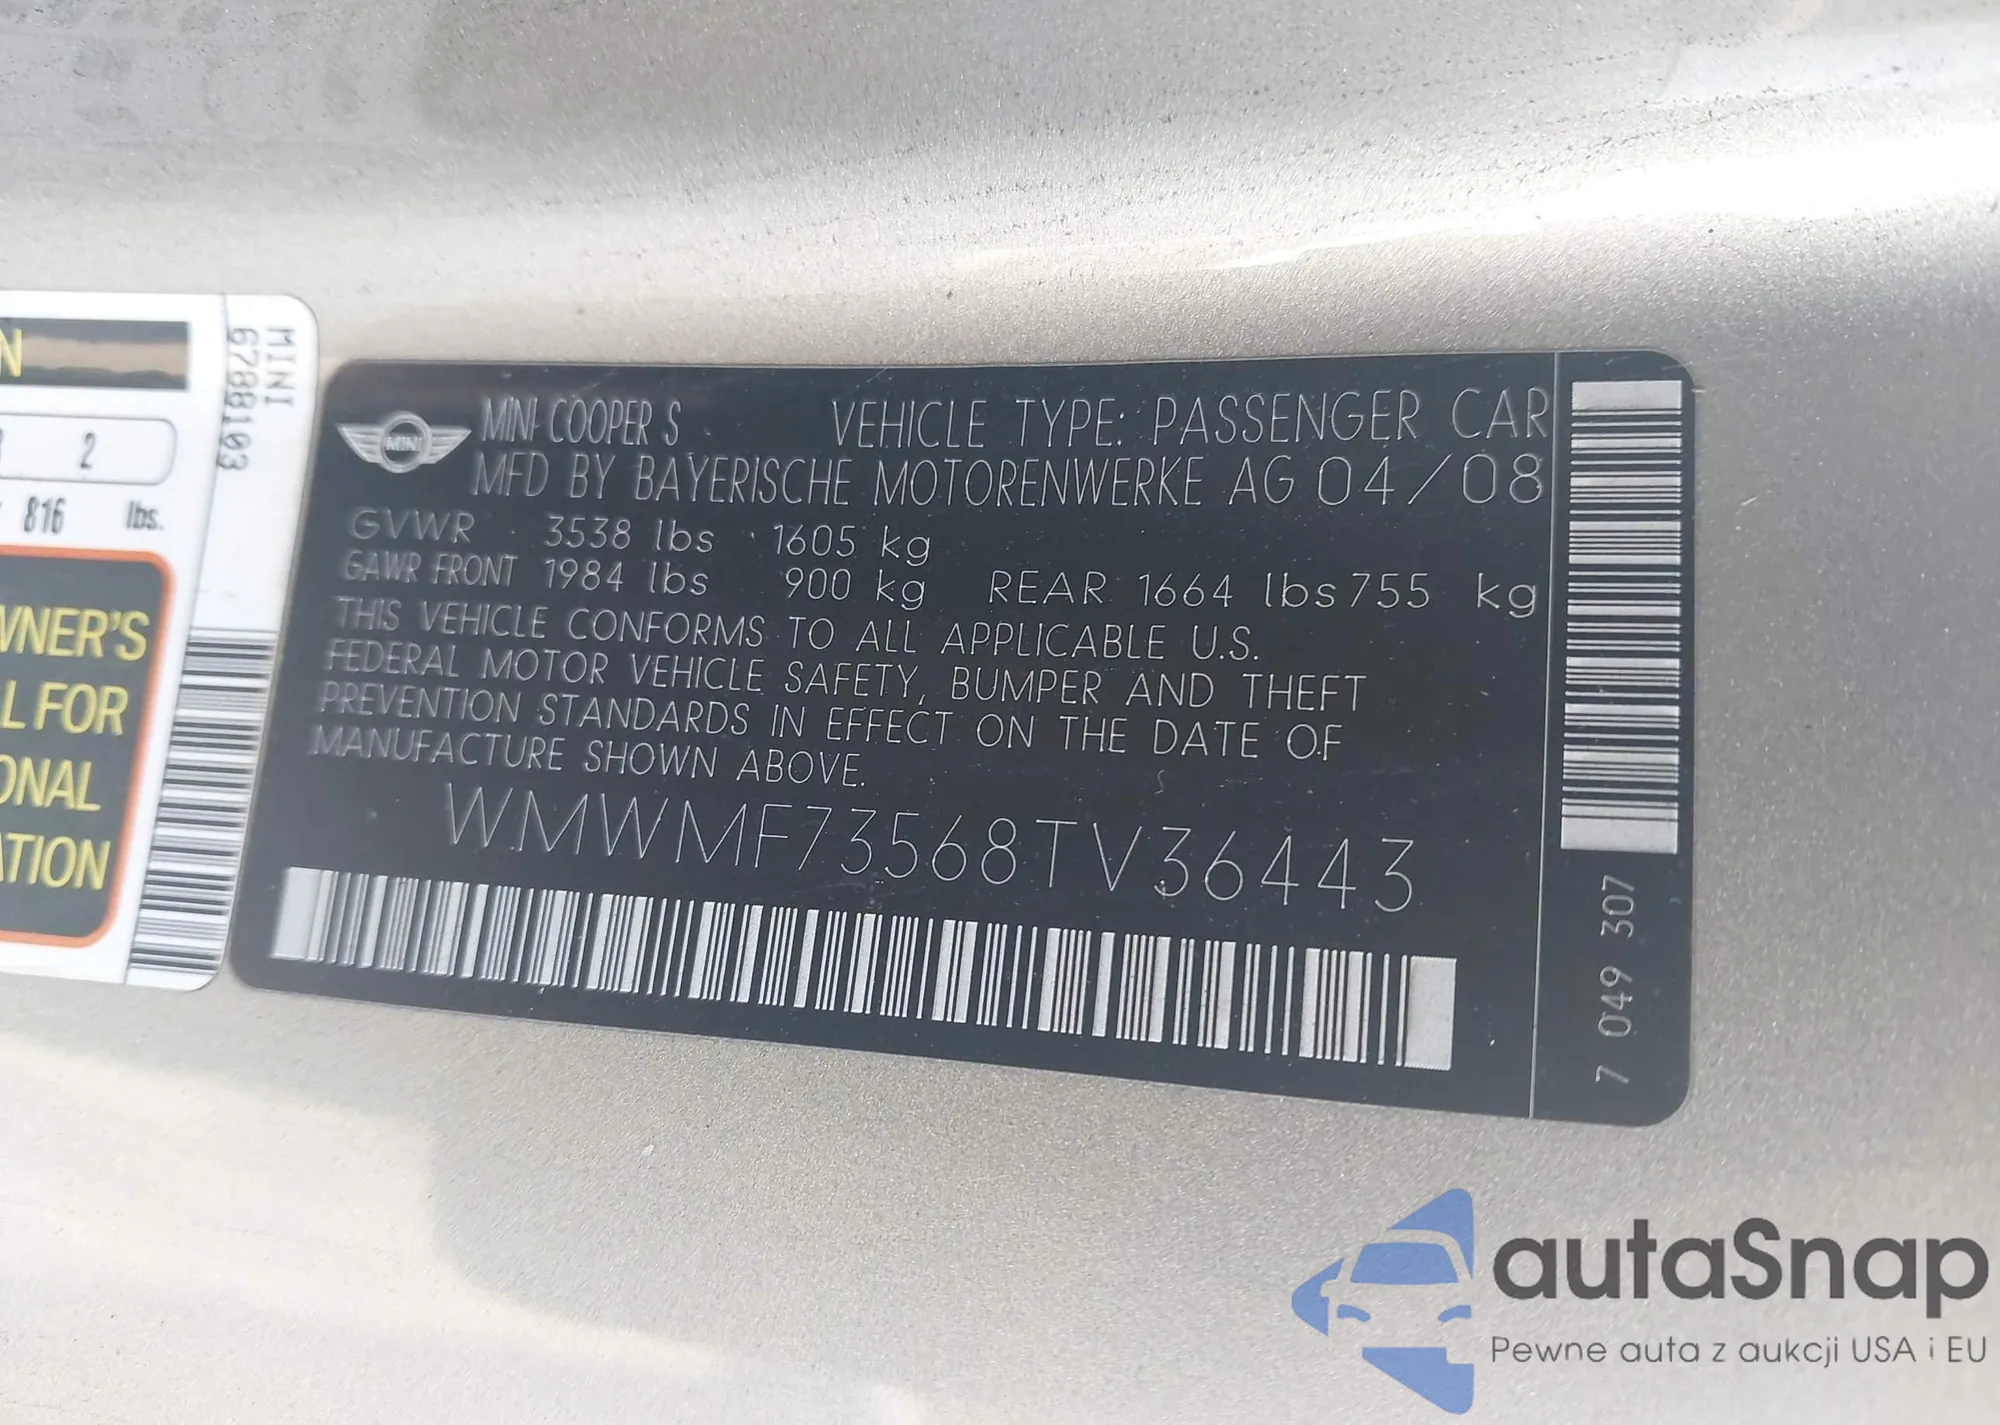 N
MINI
6788103
2
816 lbs.
WNER'S
L FOR
ONAL
ATION
MINI
MINI COOPER S VEHICLE TYPE: PASSENGER CAR
MFD BY BAYERISCHE MOTORENWERKE AG 04/08
GVWR 3538 lbs 1605 kg
GAWR FRONT 1984 lbs 900 kg REAR 1664 lbs 755 kg
THIS VEHICLE CONFORMS TO ALL APPLICABLE U.S.
FEDERAL MOTOR VEHICLE SAFETY, BUMPER AND THEFT
PREVENTION STANDARDS IN EFFECT ON THE DATE OF
MANUFACTURE SHOWN ABOVE.
WMWMF73568TV36443
7 049 307
autaSnap
Pewne auta z aukcji USA i EU